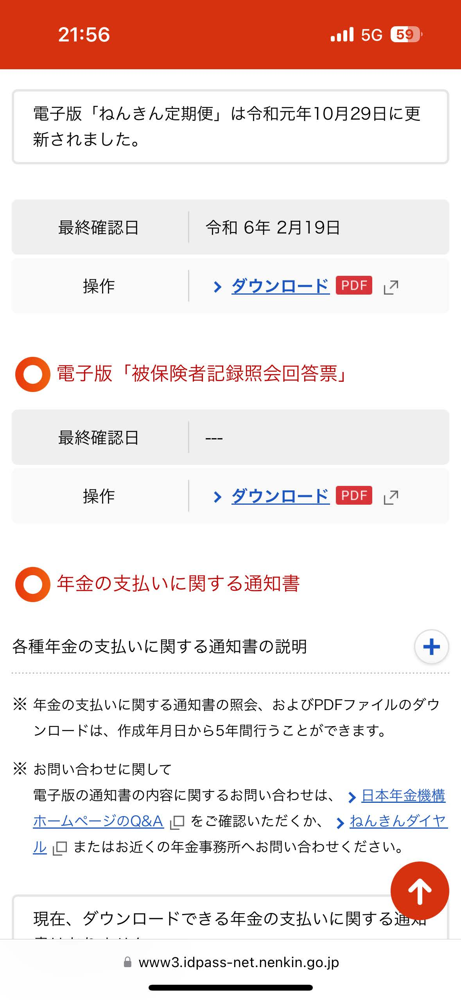 21:56
5G 59
電子版「ねんきん定期便」は令和元年10月29日に更
新されました。
最終確認日 令和 6年 2月19日
操作 ダウンロード PDF
電子版「被保険者記録照会回答票」
最終確認日 ---
操作 ダウンロード PDF
年金の支払いに関する通知書
各種年金の支払いに関する通知書の説明
※ 年金の支払いに関する通知書の照会、およびPDFファイルのダウ
ンロードは、作成年月日から5年間行うことができます。
※ お問い合わせに関して
電子版の通知書の内容に関するお問い合わせは、 日本年金機構
ホームページのQ&A をご確認いただくか、 ねんきんダイヤ
ル またはお近くの年金事務所へお問い合わせください。
現在、ダウンロードできる年金の支払いに関する通知
www3.idpass-net.nenkin.go.jp